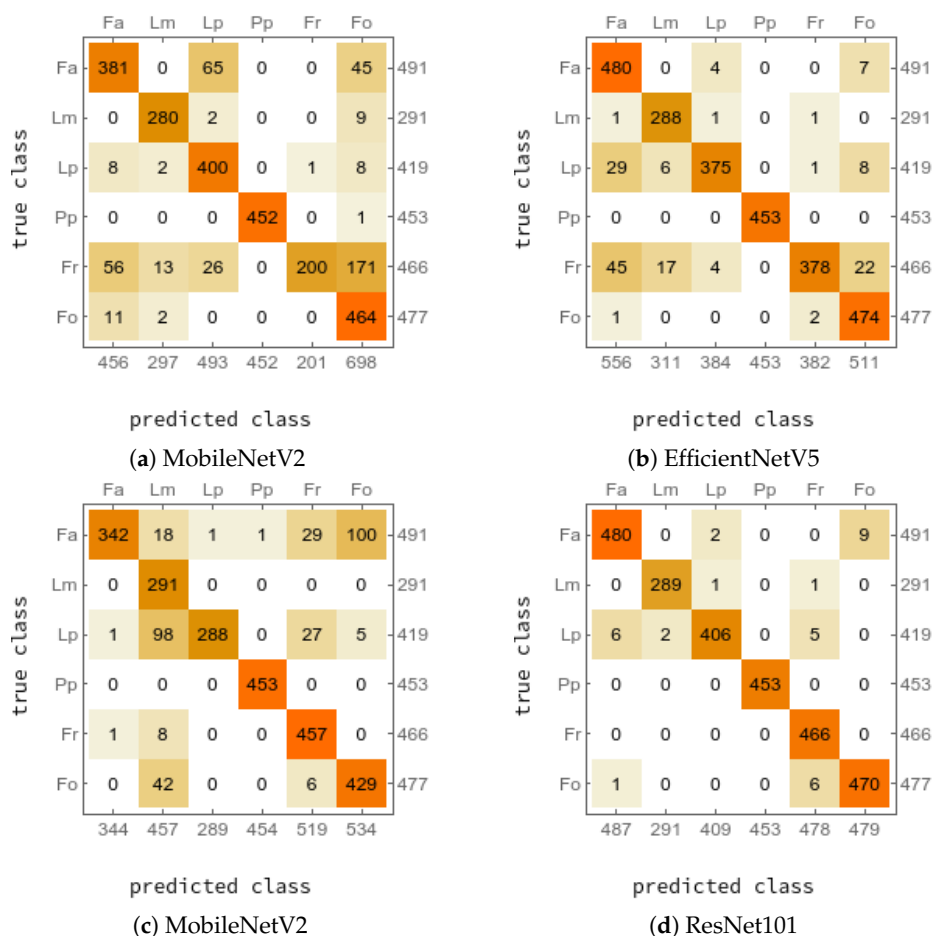 Fa Lm Lp Pp Fr Fo
Fa 381 0 65 0 0 45 491
Lm 0 280 2 0 0 9 291
Lp 8 2 400 0 1 8 419
Pp 0 0 0 452 0 1 453
Fr 56 13 26 0 200 171 466
Fo 11 2 0 0 0 464 477
456 297 493 452 201 698
true class
predicted class
(a) MobileNetV2
Fa Lm Lp Pp Fr Fo
Fa 480 0 4 0 0 7 491
Lm 1 288 1 0 1 0 291
Lp 29 6 375 0 1 8 419
Pp 0 0 0 453 0 0 453
Fr 45 17 4 0 378 22 466
Fo 1 0 0 0 2 474 477
556 311 384 453 382 511
true class
predicted class
(b) EfficientNetV5
Fa Lm Lp Pp Fr Fo
Fa 342 18 1 1 29 100 491
Lm 0 291 0 0 0 0 291
Lp 1 98 288 0 27 5 419
Pp 0 0 0 453 0 0 453
Fr 1 8 0 0 457 0 466
Fo 0 42 0 0 6 429 477
344 457 289 454 519 534
true class
predicted class
(c) MobileNetV2
Fa Lm Lp Pp Fr Fo
Fa 480 0 2 0 0 9 491
Lm 0 289 1 0 1 0 291
Lp 6 2 406 0 5 0 419
Pp 0 0 0 453 0 0 453
Fr 0 0 0 0 466 0 466
Fo 1 0 0 0 6 470 477
487 291 409 453 478 479
true class
predicted class
(d) ResNet101